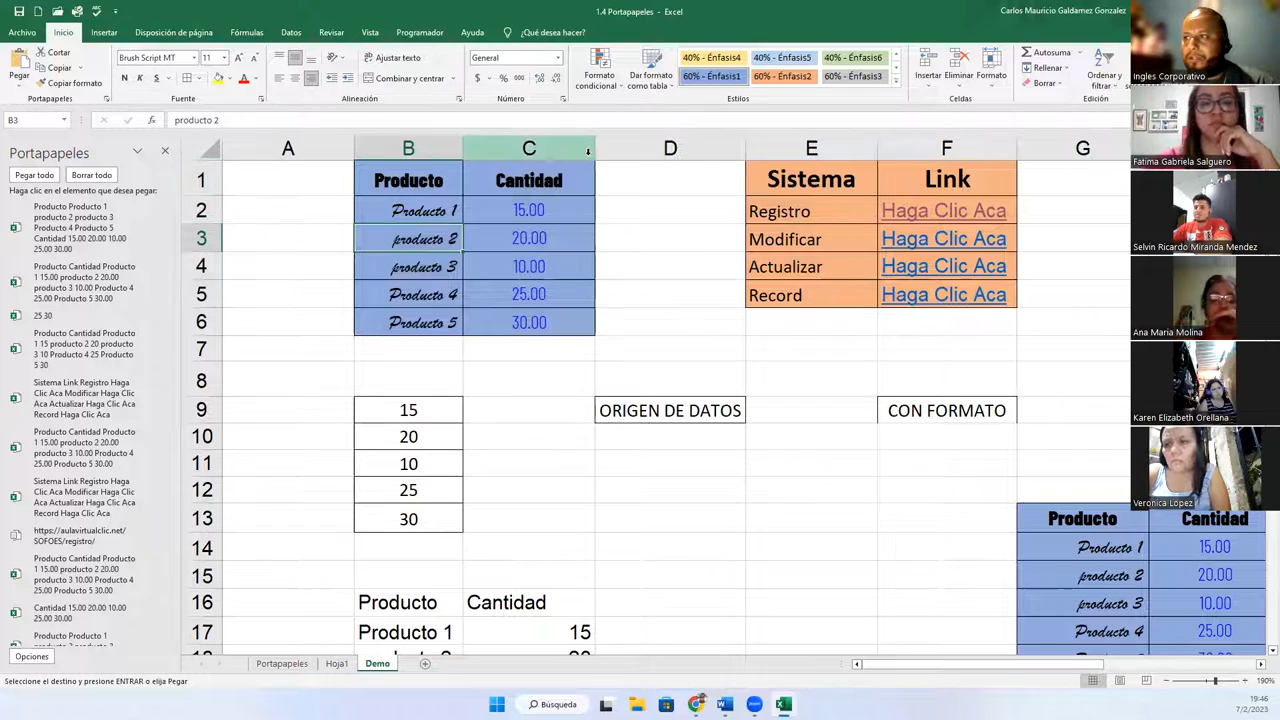 1.4 Portapapeles - Excel
Carlos Mauricio Galdamez Gonzalez
Archivo Inicio Insertar Disposición de página Fórmulas Datos Revisar Vista Programador Ayuda ¿Qué desea hacer?
Pegar
Cortar
Copiar
Copiar formato
Portapapeles
Brush Script MT
11
N K S
Fuente
Ajustar texto
Combinar y centrar
Alineación
General
Número
Formato condicional
Dar formato como tabla
40% - Énfasis4 40% - Énfasis5 40% - Énfasis6
60% - Énfasis1 60% - Énfasis2 60% - Énfasis3
Estilos
Insertar Eliminar Formato
Celdas
Autosuma
Rellenar
Borrar
Ordenar y filtrar
Edición
B3
fx
producto 2
Portapapeles
Pegar todo Borrar todo
Haga clic en el elemento que desea pegar:
Producto Producto 1
producto 2 producto 3
Producto 4 Producto 5
Cantidad 15.00 20.00 10.00
25.00 30.00
Producto Cantidad Producto
1 15.00 producto 2 20.00
producto 3 10.00 Producto 4
25.00 Producto 5 30.00
25 30
Producto Cantidad Producto
1 15 producto 2 20 producto
3 10 Producto 4 25 Producto
5 30
Sistema Link Registro Haga
Clic Aca Modificar Haga Clic
Aca Actualizar Haga Clic Aca
Record Haga Clic Aca
Producto Cantidad Producto
1 15.00 producto 2 20.00
producto 3 10.00 Producto 4
25.00 Producto 5 30.00
Sistema Link Registro Haga
Clic Aca Modificar Haga Clic
Aca Actualizar Haga Clic Aca
Record Haga Clic Aca
https://aulavirtualclic.net/
SOFOES/registro/
Producto Cantidad Producto
1 15.00 producto 2 20.00
producto 3 10.00 Producto 4
25.00 Producto 5 30.00
Cantidad 15.00 20.00 10.00
25.00 30.00
Producto Producto 1
Opciones
A B C D E F G
1 Producto Cantidad Sistema Link
2 Producto 1 15.00 Registro Haga Clic Aca
3 producto 2 20.00 Modificar Haga Clic Aca
4 producto 3 10.00 Actualizar Haga Clic Aca
5 Producto 4 25.00 Record Haga Clic Aca
6 Producto 5 30.00
7
8
9 15 ORIGEN DE DATOS CON FORMATO
10 20
11 10
12 25
13 30 Producto Cantidad
14 Producto 1 15.00
15 producto 2 20.00
16 Producto Cantidad producto 3 10.00
17 Producto 1 15 Producto 4 25.00
Portapapeles Hoja1 Demo
Seleccione el destino y presione ENTRAR o elija Pegar
190%
Búsqueda
19:46
7/2/2023
Ingles Corporativo
Fatima Gabriela Salguero
Selvin Ricardo Miranda Mendez
Ana Maria Molina
Karen Elizabeth Orellana
Veronica Lopez